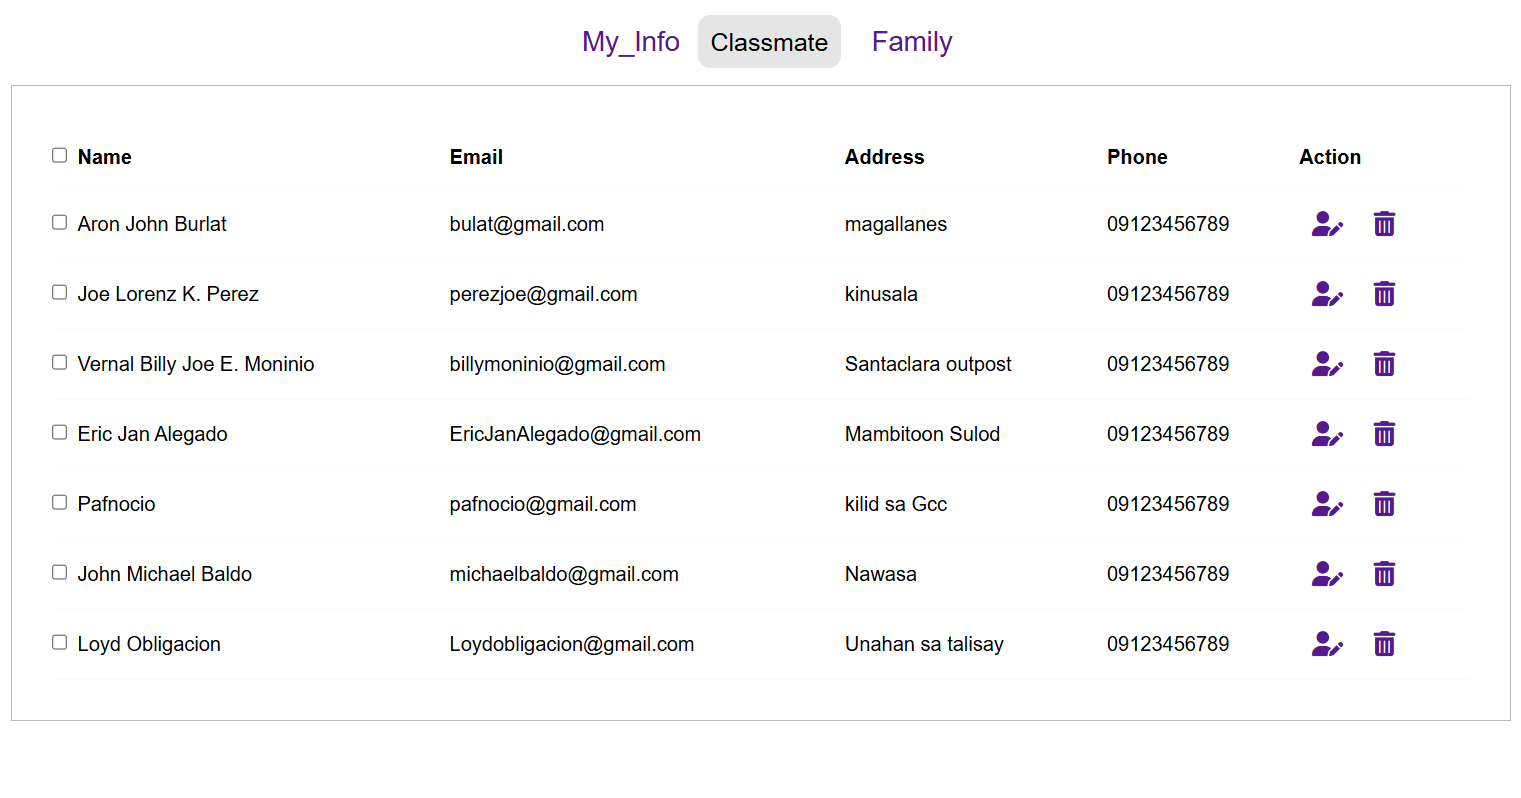 My_Info Classmate Family
Name Email Address Phone Action
Aron John Burlat bulat@gmail.com magallanes 09123456789
Joe Lorenz K. Perez perezjoe@gmail.com kinusala 09123456789
Vernal Billy Joe E. Moninio billymoninio@gmail.com Santaclara outpost 09123456789
Eric Jan Alegado EricJanAlegado@gmail.com Mambitoon Sulod 09123456789
Pafnocio pafnocio@gmail.com kilid sa Gcc 09123456789
John Michael Baldo michaelbaldo@gmail.com Nawasa 09123456789
Loyd Obligacion Loydobligacion@gmail.com Unahan sa talisay 09123456789